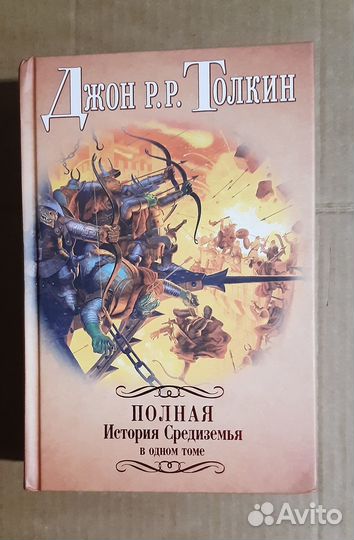 Джон Р.Р. Толкин
ПОЛНАЯ
История Средиземья
в одном томе
Avito